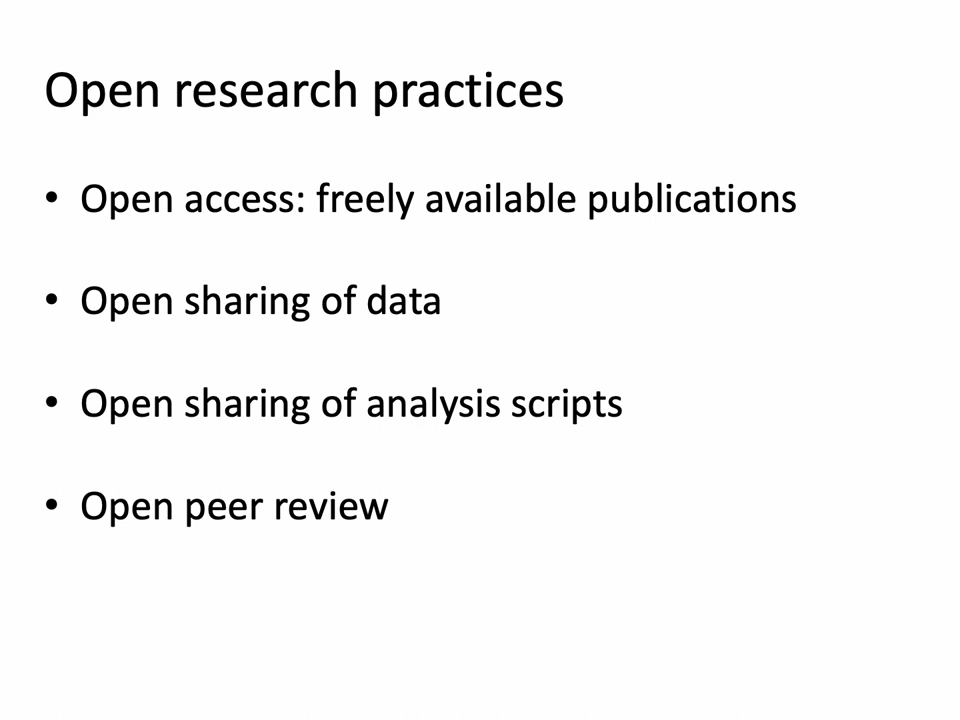 Open research practices
• Open access: freely available publications
• Open sharing of data
• Open sharing of analysis scripts
• Open peer review